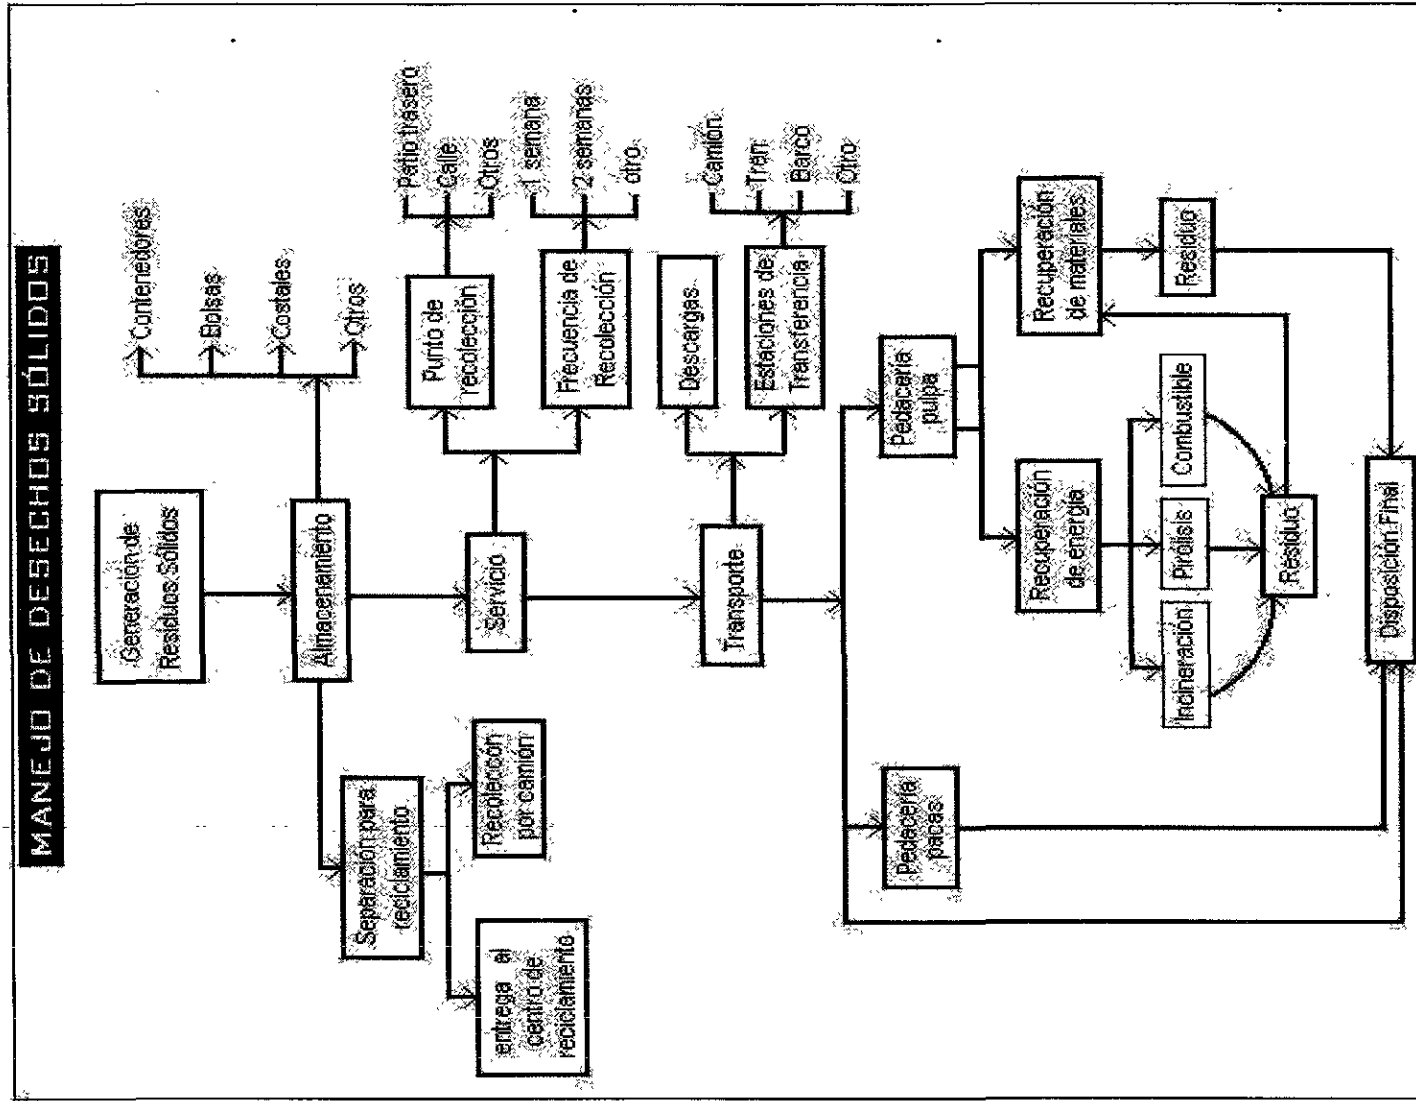 MANEJO DE DESECHOS SÓLIDOS
Generación de
Residuos Sólidos
Contenedores
Bolsas
Costales
Otros
Almacenamiento
Separación para
reciclamiento
entrega al
centro de
reciclamiento
Recolección
por camión
Servicio
Punto de
recolección
Patio trasero
Calle
Otros
Frecuencia de
Recolección
1 semana
2 semanas
otro
Transporte
Descargas
Estaciones de
Transferencia
Camión
Tren
Barco
Otro
Pedacería
pacas
Pedacería
pulpa
Recuperación
de energía
Recuperación
de materiales
Incineración
Pirólisis
Combustible
Residuo
Residuo
Disposición Final